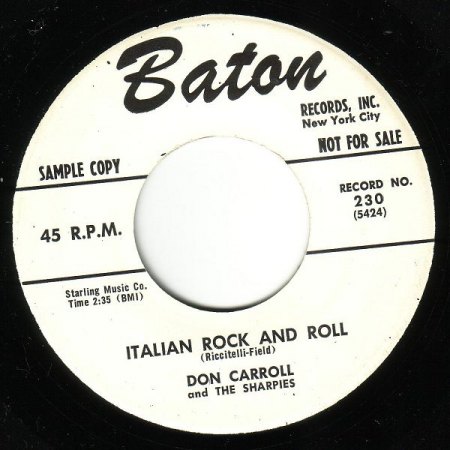 Baton
RECORDS, INC.
New York City
SAMPLE COPY
NOT FOR SALE
45 R.P.M.
RECORD NO.
230
(5424)
Starling Music Co.
Time 2:35 (BMI)
ITALIAN ROCK AND ROLL
(Riccitelli-Field)
DON CARROLL
and THE SHARPIES